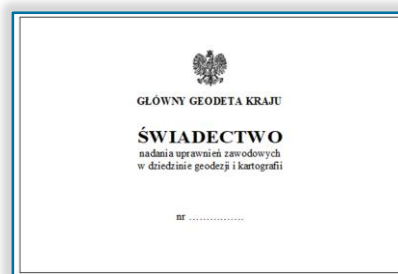 GŁÓWNY GEODETA KRAJU
ŚWIADECTWO
nadania uprawnień zawodowych
w dziedzinie geodezji i kartografii
nr ................